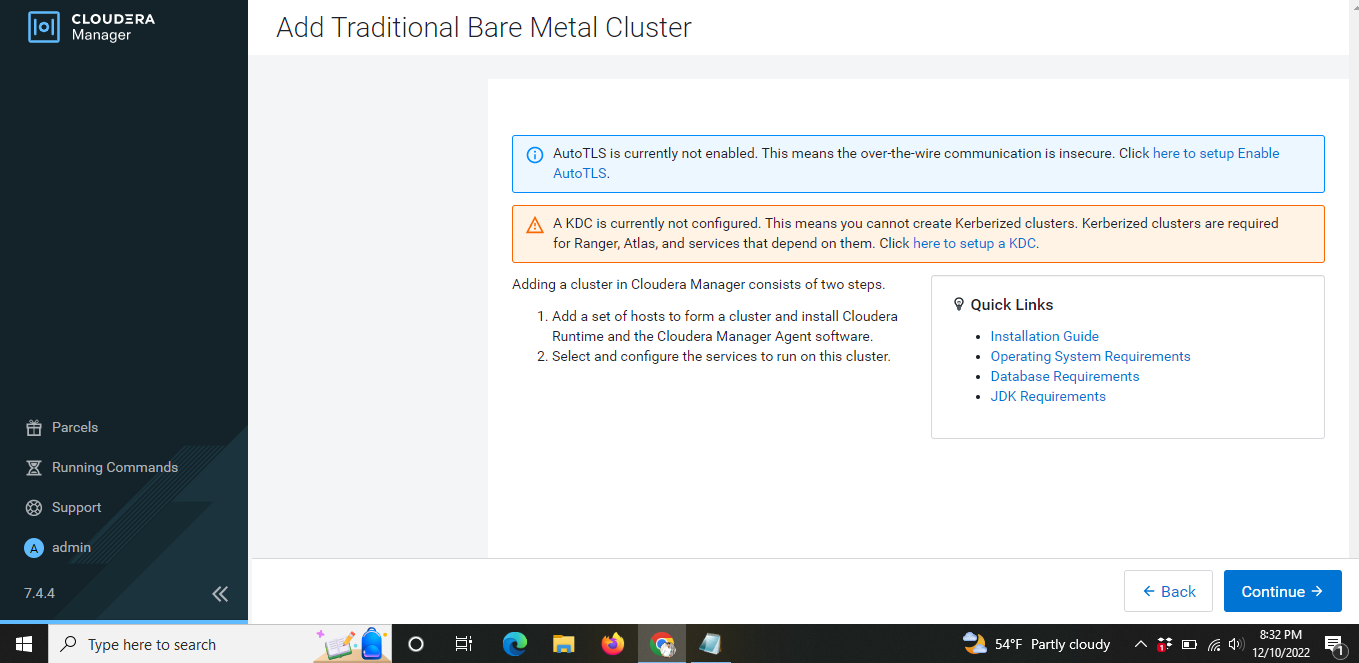 CLOUDERA
Manager
Add Traditional Bare Metal Cluster
AutoTLS is currently not enabled. This means the over-the-wire communication is insecure. Click here to setup Enable
AutoTLS.
A KDC is currently not configured. This means you cannot create Kerberized clusters. Kerberized clusters are required
for Ranger, Atlas, and services that depend on them. Click here to setup a KDC.
Adding a cluster in Cloudera Manager consists of two steps.
1. Add a set of hosts to form a cluster and install Cloudera
Runtime and the Cloudera Manager Agent software.
2. Select and configure the services to run on this cluster.
Quick Links
Installation Guide
Operating System Requirements
Database Requirements
JDK Requirements
Parcels
Running Commands
Support
A admin
7.4.4
← Back
Continue →
Type here to search
54°F Partly cloudy
8:32 PM
12/10/2022
1
1